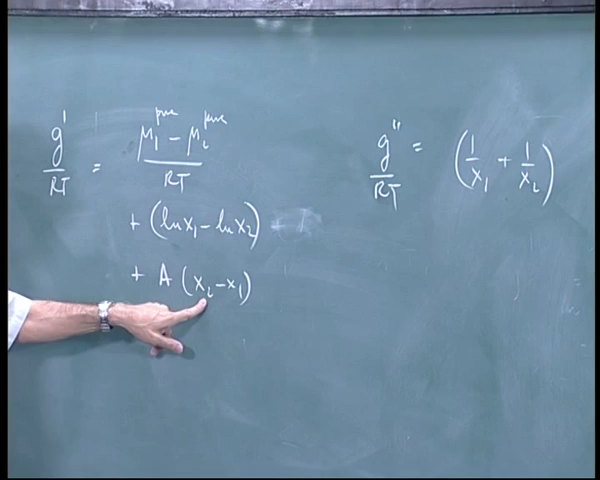 g'/RT = (μ₁^pure − μ₂^pure)/RT
+ (ln x₁ − ln x₂)
+ A (x₂ − x₁)
g''/RT = (1/x₁ + 1/x₂)